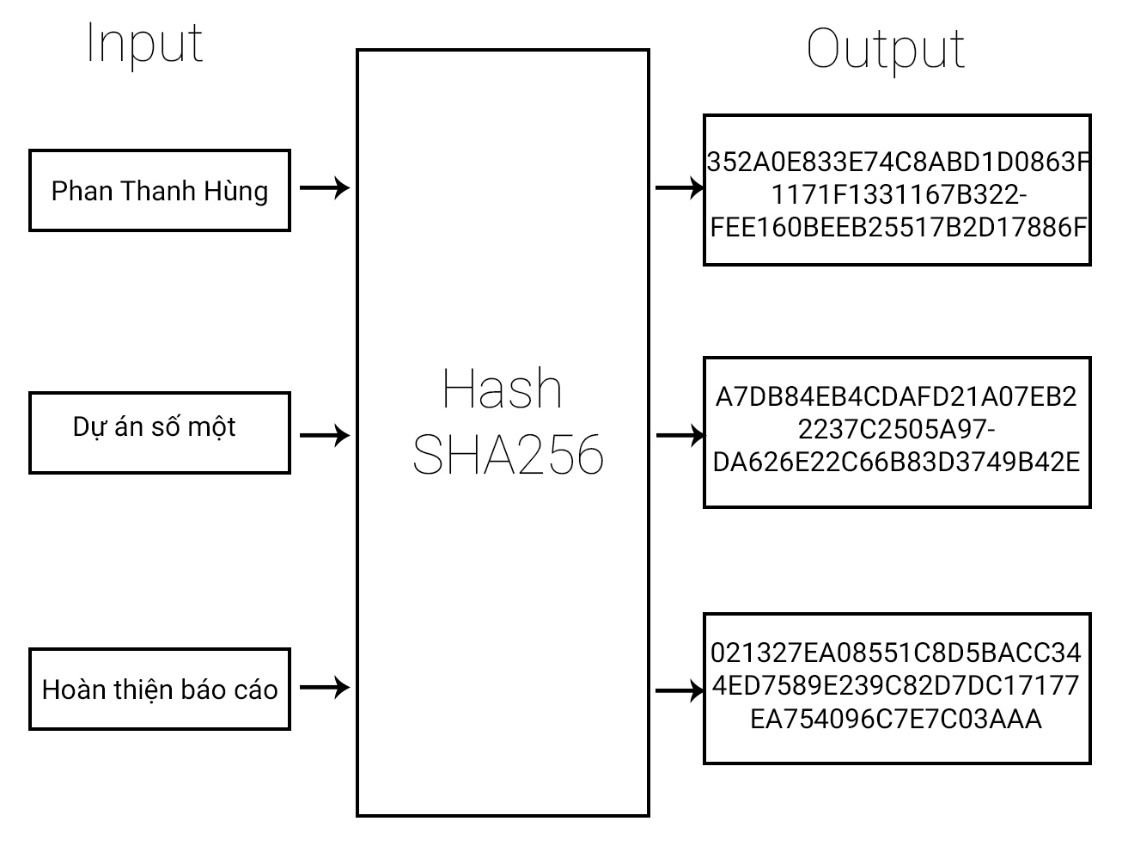 Input
Output
Phan Thanh Hùng
352A0E833E74C8ABD1D0863F
1171F1331167B322-
FEE160BEEB25517B2D17886F
Hash
SHA256
Dự án số một
A7DB84EB4CDAFD21A07EB2
2237C2505A97-
DA626E22C66B83D3749B42E
Hoàn thiện báo cáo
021327EA08551C8D5BACC34
4ED7589E239C82D7DC17177
EA754096C7E7C03AAA